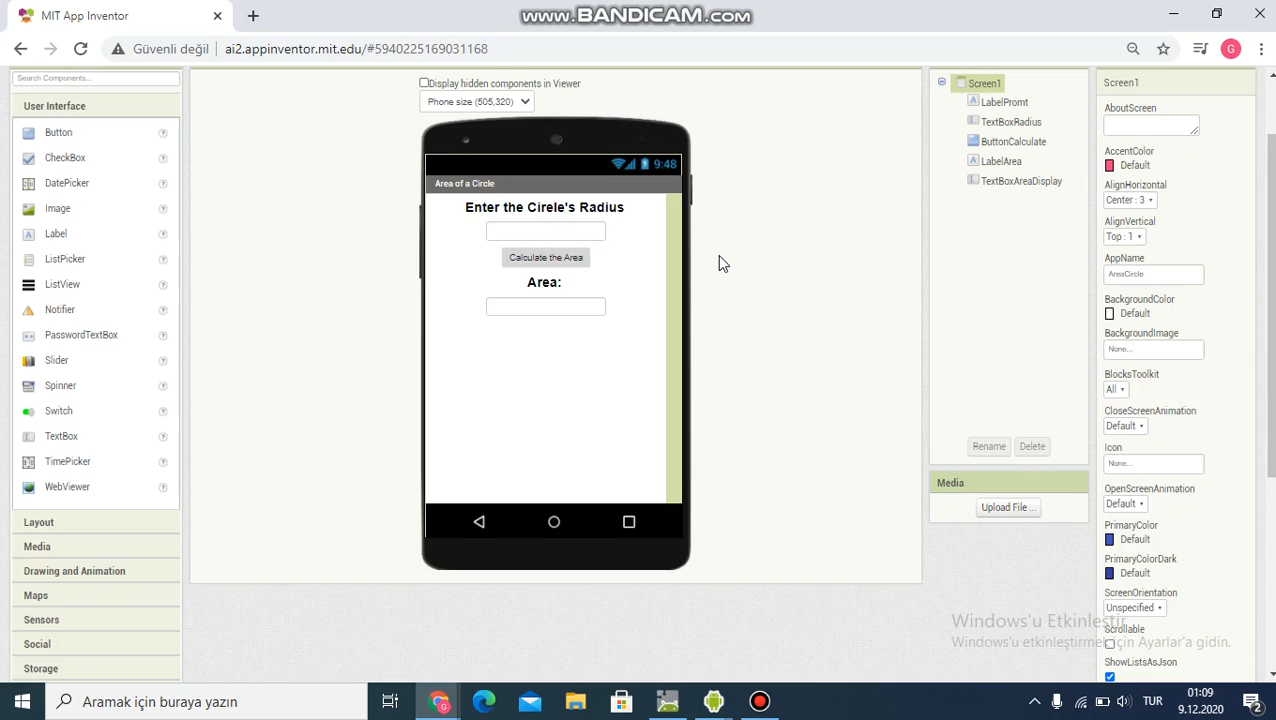 MIT App Inventor
www.BANDICAM.com
Güvenli değil
ai2.appinventor.mit.edu/#5940225169031168
G
Search Components...
User Interface
Button
CheckBox
DatePicker
Image
Label
ListPicker
ListView
Notifier
PasswordTextBox
Slider
Spinner
Switch
TextBox
TimePicker
WebViewer
Layout
Media
Drawing and Animation
Maps
Sensors
Social
Storage
Display hidden components in Viewer
Phone size (505,320)
9:48
Area of a Circle
Enter the Cirele's Radius
Calculate the Area
Area:
Screen1
LabelPromt
TextBoxRadius
ButtonCalculate
LabelArea
TextBoxAreaDisplay
Rename
Delete
Media
Upload File ...
Screen1
AboutScreen
AccentColor
Default
AlignHorizontal
Center : 3
AlignVertical
Top : 1
AppName
AreaCircle
BackgroundColor
Default
BackgroundImage
None...
BlocksToolkit
All
CloseScreenAnimation
Default
Icon
None...
OpenScreenAnimation
Default
PrimaryColor
Default
PrimaryColorDark
Default
ScreenOrientation
Unspecified
Scrollable
ShowListsAsJson
Windows'u Etkinleştir
Windows'u etkinleştirmek için Ayarlar'a gidin.
Aramak için buraya yazın
TUR
01:09
9.12.2020
2